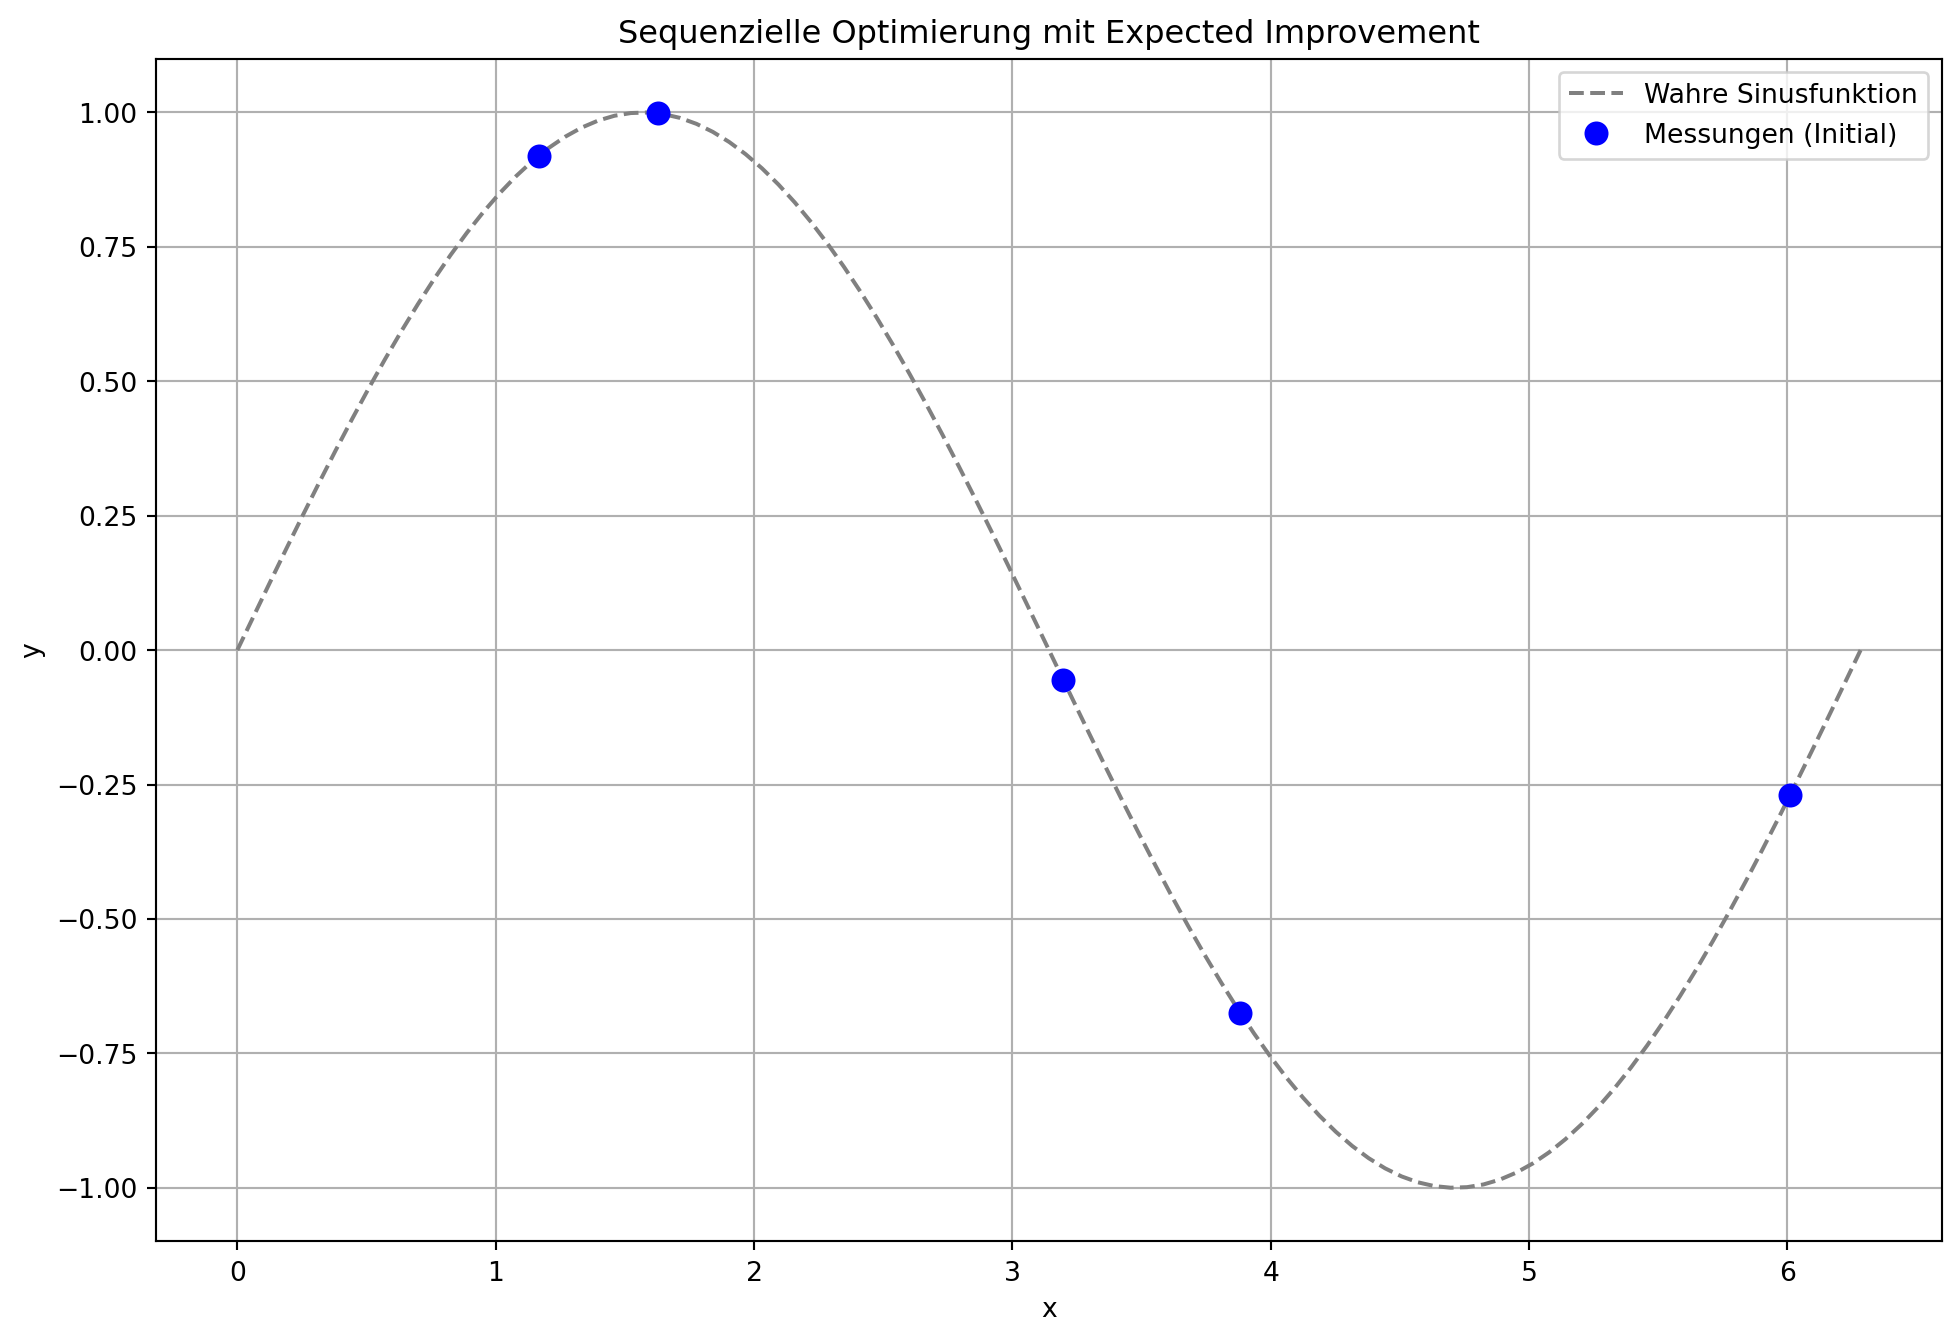 Sequenzielle Optimierung mit Expected Improvement
Wahre Sinusfunktion
Messungen (Initial)
1.00
0.75
0.50
0.25
0.00
−0.25
−0.50
−0.75
−1.00
y
0 1 2 3 4 5 6
x